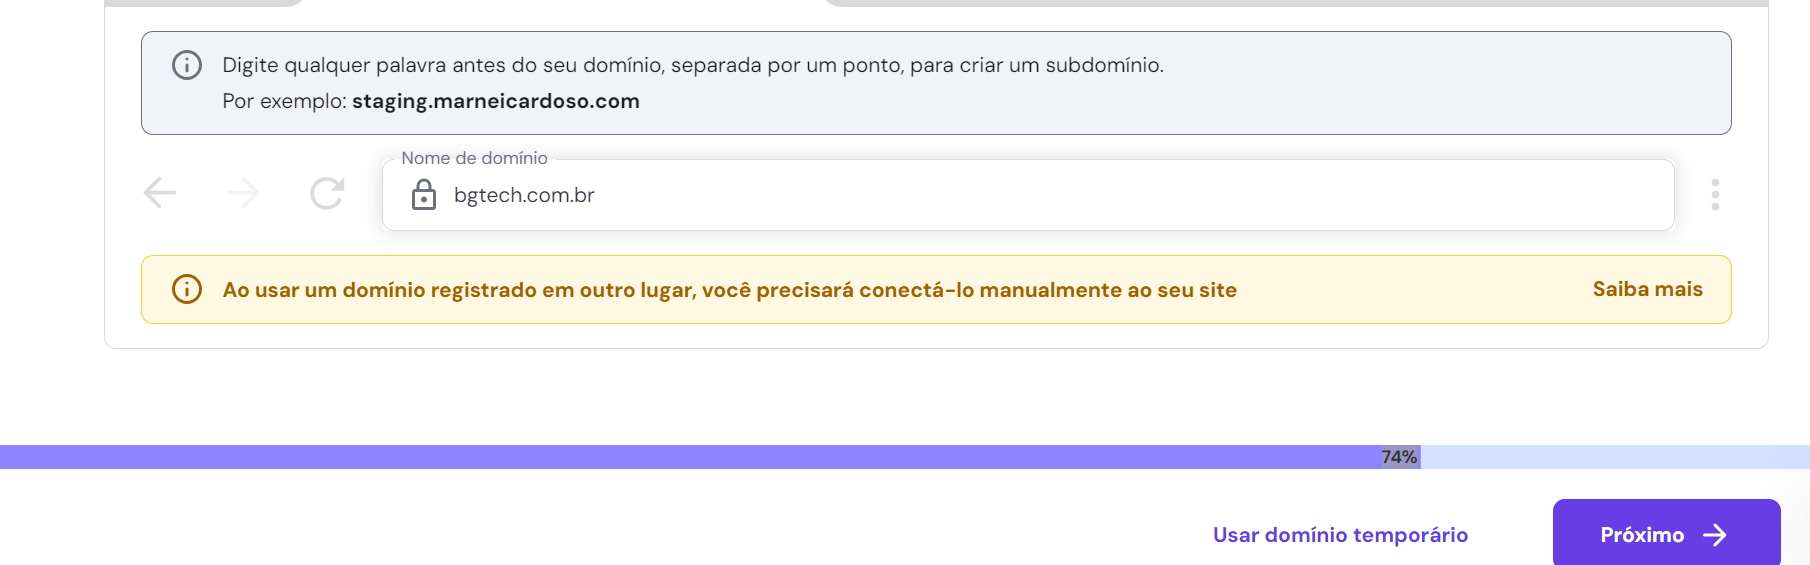 Digite qualquer palavra antes do seu domínio, separada por um ponto, para criar um subdomínio.
Por exemplo: staging.marneicardoso.com
Nome de domínio
bgtech.com.br
Ao usar um domínio registrado em outro lugar, você precisará conectá-lo manualmente ao seu site
Saiba mais
74%
Usar domínio temporário
Próximo